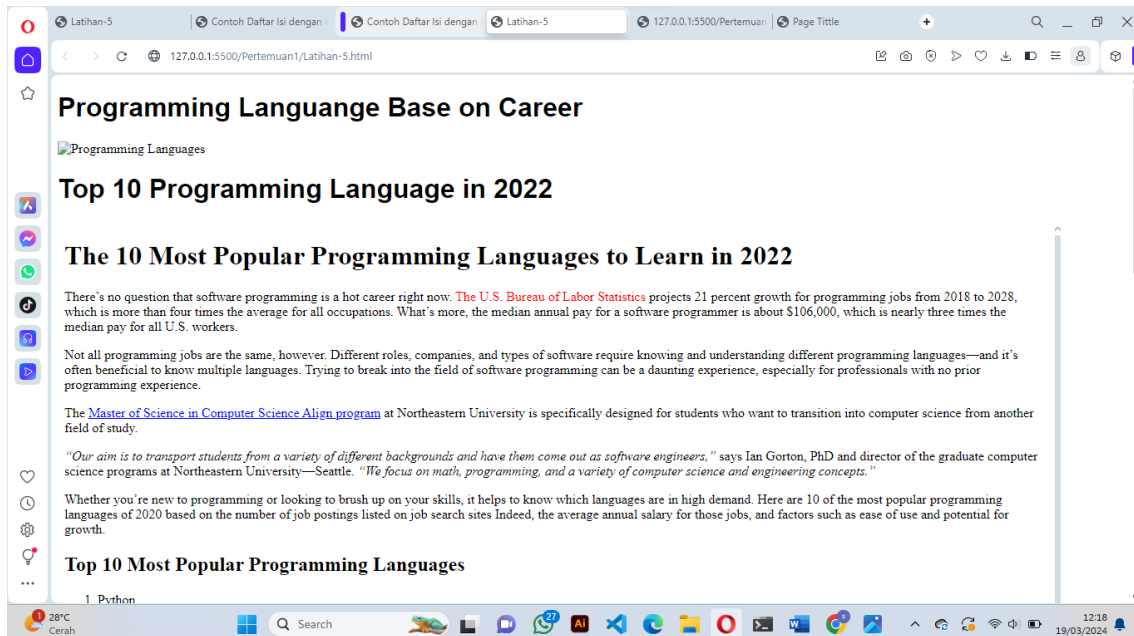 Latihan-5
Contoh Daftar Isi dengan
Contoh Daftar Isi dengan
Latihan-5
127.0.0.1:5500/Pertemuan
Page Tittle
127.0.0.1:5500/Pertemuan1/Latihan-5.html
Programming Languange Base on Career
Programming Languages
Top 10 Programming Language in 2022
The 10 Most Popular Programming Languages to Learn in 2022
There’s no question that software programming is a hot career right now. The U.S. Bureau of Labor Statistics projects 21 percent growth for programming jobs from 2018 to 2028,
which is more than four times the average for all occupations. What’s more, the median annual pay for a software programmer is about $106,000, which is nearly three times the
median pay for all U.S. workers.
Not all programming jobs are the same, however. Different roles, companies, and types of software require knowing and understanding different programming languages—and it’s
often beneficial to know multiple languages. Trying to break into the field of software programming can be a daunting experience, especially for professionals with no prior
programming experience.
The Master of Science in Computer Science Align program at Northeastern University is specifically designed for students who want to transition into computer science from another
field of study.
“Our aim is to transport students from a variety of different backgrounds and have them come out as software engineers,” says Ian Gorton, PhD and director of the graduate computer
science programs at Northeastern University—Seattle. “We focus on math, programming, and a variety of computer science and engineering concepts.”
Whether you’re new to programming or looking to brush up on your skills, it helps to know which languages are in high demand. Here are 10 of the most popular programming
languages of 2020 based on the number of job postings listed on job search sites Indeed, the average annual salary for those jobs, and factors such as ease of use and potential for
growth.
Top 10 Most Popular Programming Languages
1. Python
1
28°C
Cerah
Search
27
Ai
12:18
19/03/2024